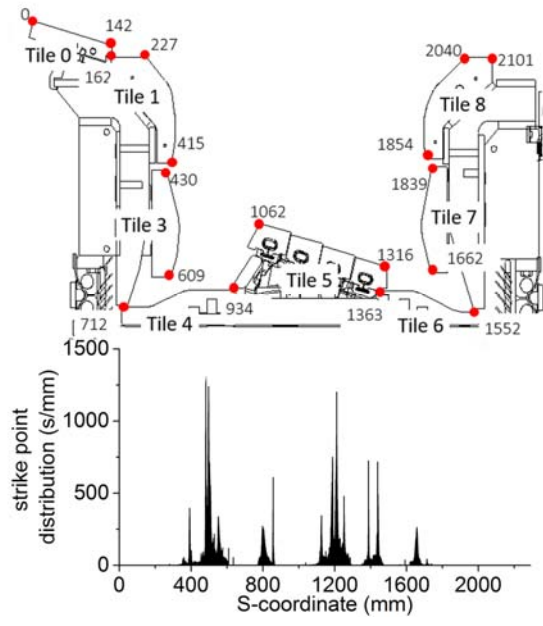 0
142
227
Tile 0
162
Tile 1
415
430
Tile 3
609
712
Tile 4
934
1062
Tile 5
1316
1363
Tile 6
1552
1662
Tile 7
1839
1854
Tile 8
2040
2101
1500
1000
500
0
strike point
distribution (s/mm)
0 400 800 1200 1600 2000
S-coordinate (mm)